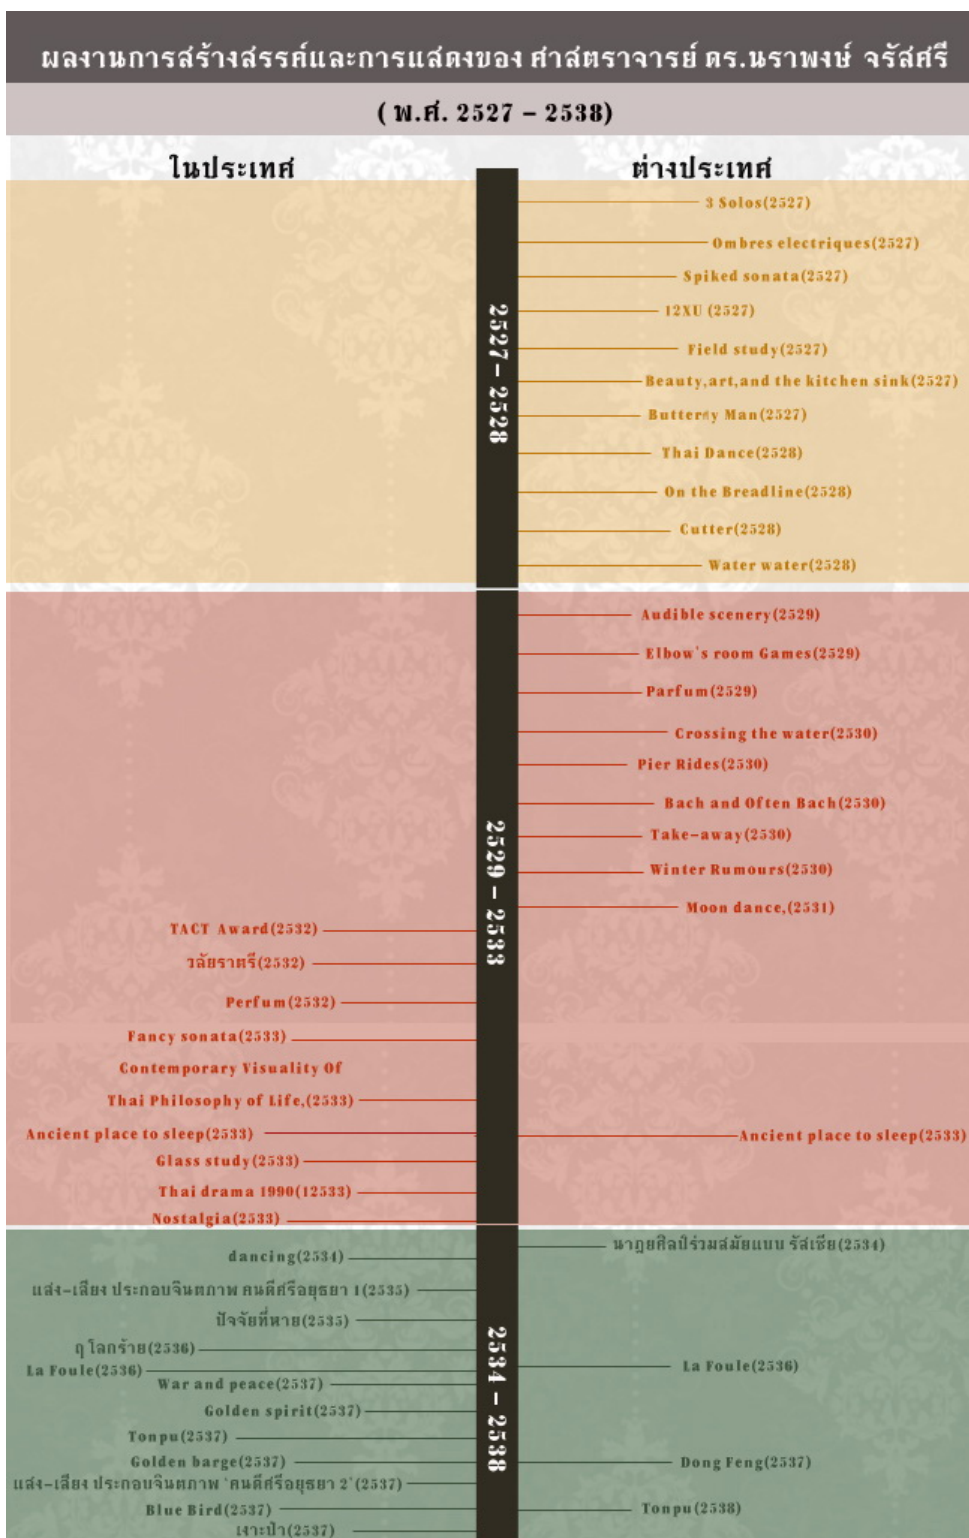 ผลงานการสร้างสรรค์และการแสดงของ ศาสตราจารย์ ดร.นราพงษ์ จรัสศรี
( พ.ศ. 2527 – 2538)
ในประเทศ
ต่างประเทศ
2527 – 2528
3 Solos(2527)
Ombres electriques(2527)
Spiked sonata(2527)
12XU (2527)
Field study(2527)
Beauty,art,and the kitchen sink(2527)
Man(2527)
Thai Dance(2528)
On the Breadline(2528)
Cutter(2528)
Water water(2528)
2529 – 2533
Audible scenery(2529)
Elbow's room Games(2529)
Parfum(2529)
Crossing the water(2530)
Pier Rides(2530)
Bach and Often Bach(2530)
Take-away(2530)
Winter Rumours(2530)
Moon dance,(2531)
TACT Award(2532)
วลัยราตรี(2532)
Perfum(2532)
Fancy sonata(2533)
Contemporary Visuality Of
Thai Philosophy of Life,(2533)
Ancient place to sleep(2533)
Ancient place to sleep(2533)
Glass study(2533)
Thai drama 1990(12533)
Nostalgia(2533)
2534 – 2538
นาฏยศิลป์ร่วมสมัยแบบ รัสเซีย(2534)
dancing(2534)
แสง-เสียง ประกอบจินตภาพ คนดีศรีอยุธยา 1(2535)
ปัจจัยที่หาย(2535)
ฤ โลกร้าย(2536)
La Foule(2536)
La Foule(2536)
War and peace(2537)
Golden spirit(2537)
Tonpu(2537)
Golden barge(2537)
Dong Feng(2537)
แสง-เสียง ประกอบจินตภาพ 'คนดีศรีอยุธยา 2'(2537)
Blue Bird(2537)
Tonpu(2538)
เงาะป่า(2537)